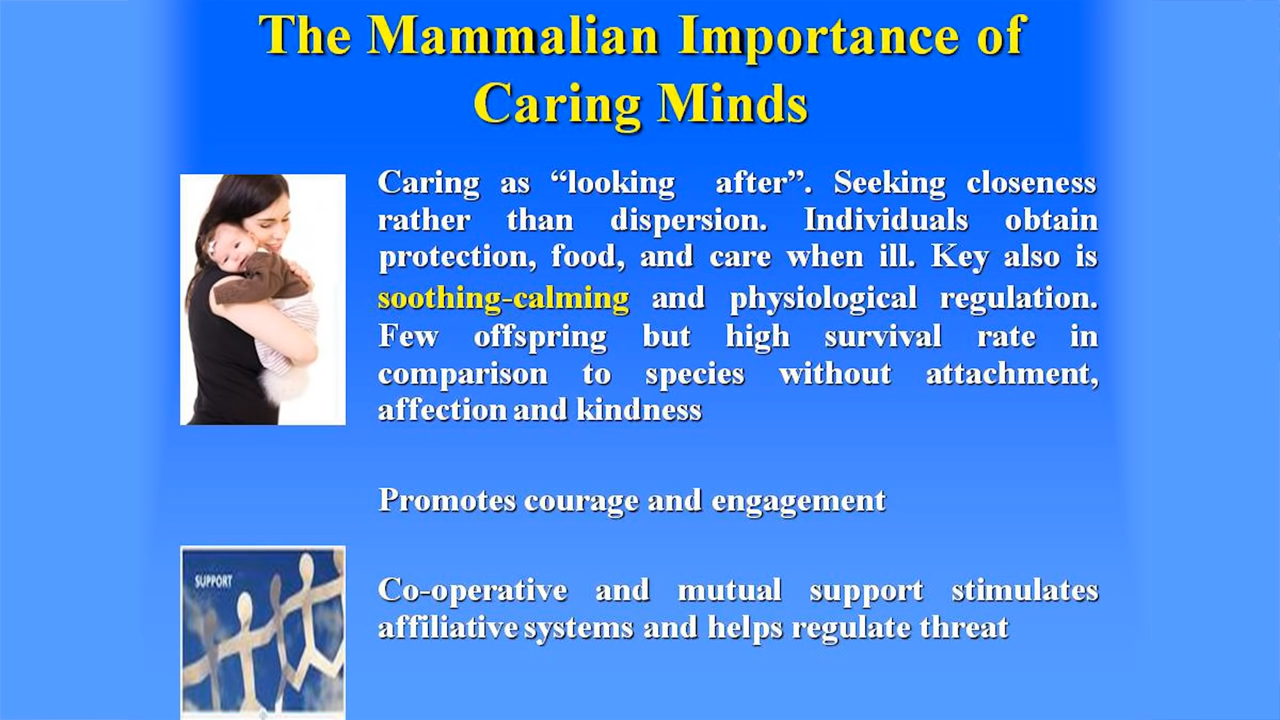 The Mammalian Importance of
Caring Minds
Caring as “looking after”. Seeking closeness
rather than dispersion. Individuals obtain
protection, food, and care when ill. Key also is
soothing-calming and physiological regulation.
Few offspring but high survival rate in
comparison to species without attachment,
affection and kindness
Promotes courage and engagement
SUPPORT
Co-operative and mutual support stimulates
affiliative systems and helps regulate threat